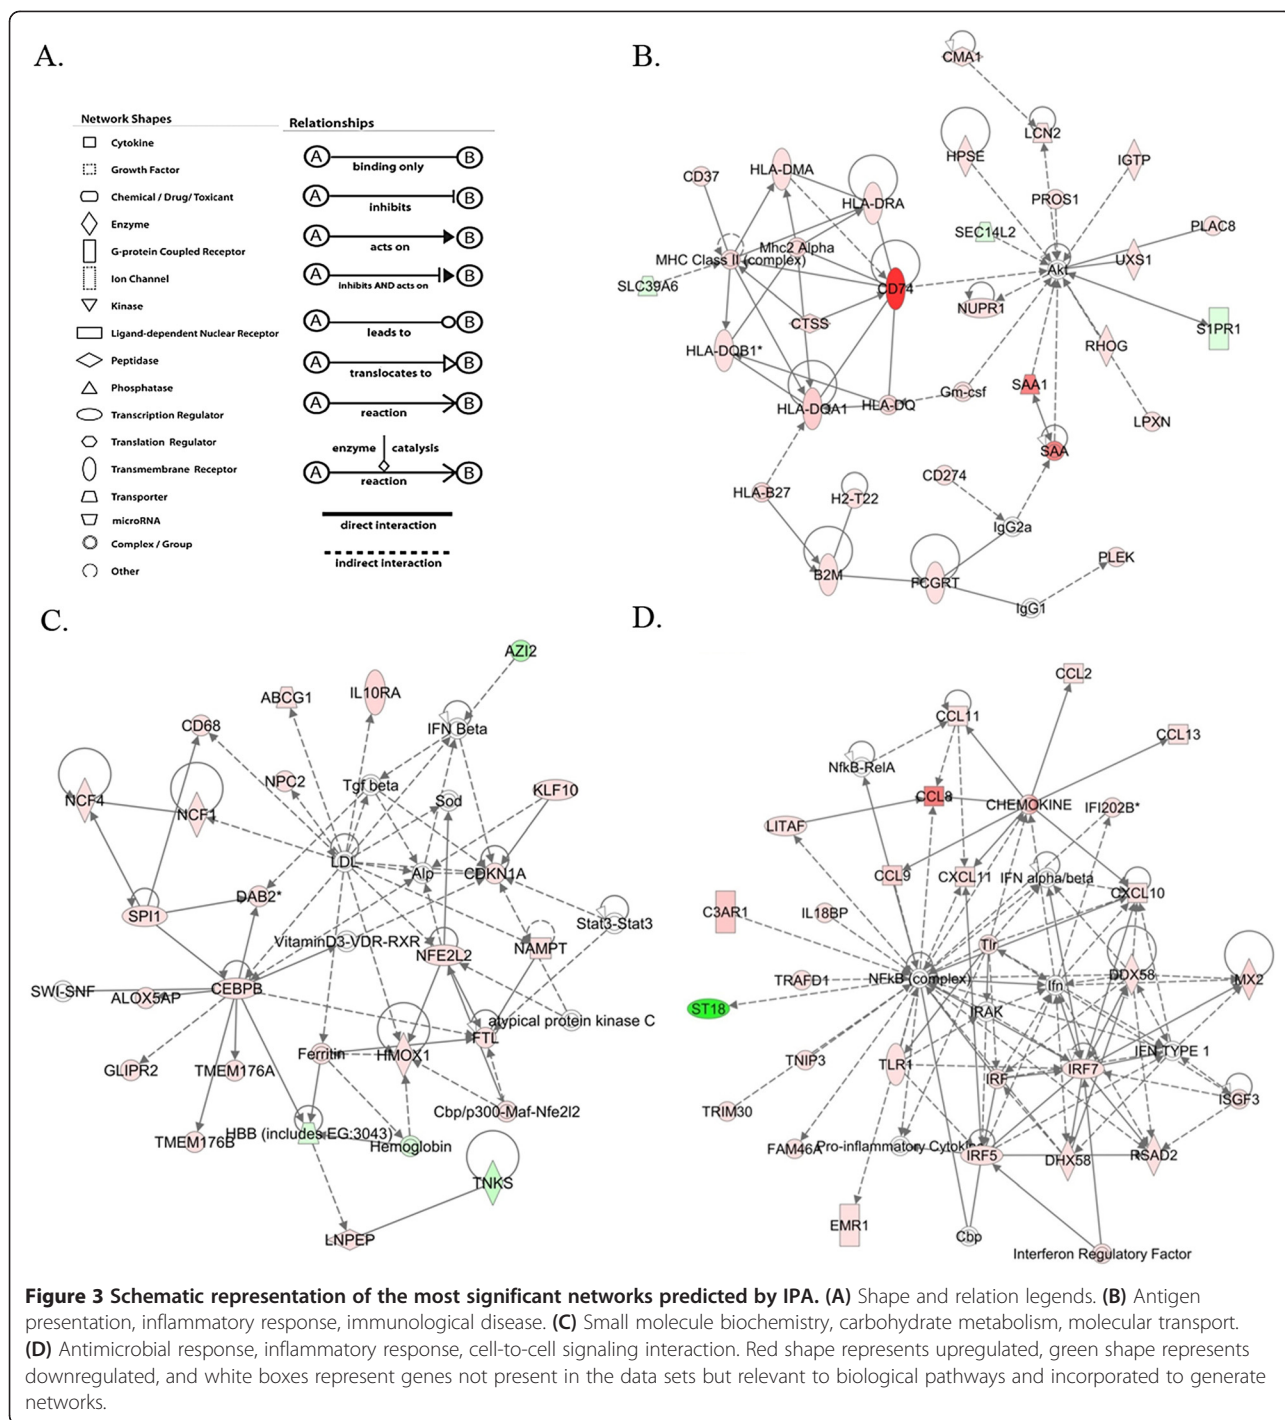 A.
Network Shapes
Cytokine
Growth Factor
Chemical / Drug/ Toxicant
Enzyme
G-protein Coupled Receptor
Ion Channel
Kinase
Ligand-dependent Nuclear Receptor
Peptidase
Phosphatase
Transcription Regulator
Translation Regulator
Transmembrane Receptor
Transporter
microRNA
Complex / Group
Other
Relationships
A binding only B
A inhibits B
A acts on B
A inhibits AND acts on B
A leads to B
A translocates to B
A reaction B
enzyme catalysis
A reaction B
direct interaction
indirect interaction
B.
CMA1
LCN2
HPSE
IGTP
HLA-DMA
CD37
HLA-DRA
PROS1
PLAC8
SEC14L2
Mhc2 Alpha
MHC Class II (complex)
UXS1
Akt
SLC39A6
CD74
NUPR1
CTSS
S1PR1
RHOG
HLA-DQB1*
SAA1
Gm-csf
HLA-DQA1
HLA-DQ
LPXN
SAA
CD274
HLA-B27
H2-T22
IgG2a
PLEK
B2M
FCGRT
IgG1
C.
AZI2
IL10RA
ABCG1
CD68
IFN Beta
NPC2
Tgf beta
KLF10
NCF4
Sod
NCF1
LDL
Alp
CDKN1A
DAB2*
SPI1
Stat3-Stat3
VitaminD3-VDR-RXR
NAMPT
NFE2L2
SWI-SNF
ALOX5AP
CEBPB
atypical protein kinase C
FTL
Ferritin
HMOX1
GLIPR2
TMEM176A
Cbp/p300-Maf-Nfe2l2
HBB (includes EG:3043)
TMEM176B
Hemoglobin
TNKS
LNPEP
D.
CCL2
CCL11
CCL13
NfkB-RelA
CCL8
CHEMOKINE
IFI202B*
LITAF
CCL9
CXCL11
IFN alpha/beta
CXCL10
C3AR1
IL18BP
Tlr
TRAFD1
NFkB (complex)
Ifn
DDX58
MX2
ST18
IRAK
IFN TYPE 1
TNIP3
TLR1
IRF
IRF7
ISGF3
TRIM30
FAM46A
Pro-inflammatory Cytokine
IRF5
DHX58
RSAD2
EMR1
Cbp
Interferon Regulatory Factor
Figure 3 Schematic representation of the most significant networks predicted by IPA. (A) Shape and relation legends. (B) Antigen
presentation, inflammatory response, immunological disease. (C) Small molecule biochemistry, carbohydrate metabolism, molecular transport.
(D) Antimicrobial response, inflammatory response, cell-to-cell signaling interaction. Red shape represents upregulated, green shape represents
downregulated, and white boxes represent genes not present in the data sets but relevant to biological pathways and incorporated to generate
networks.